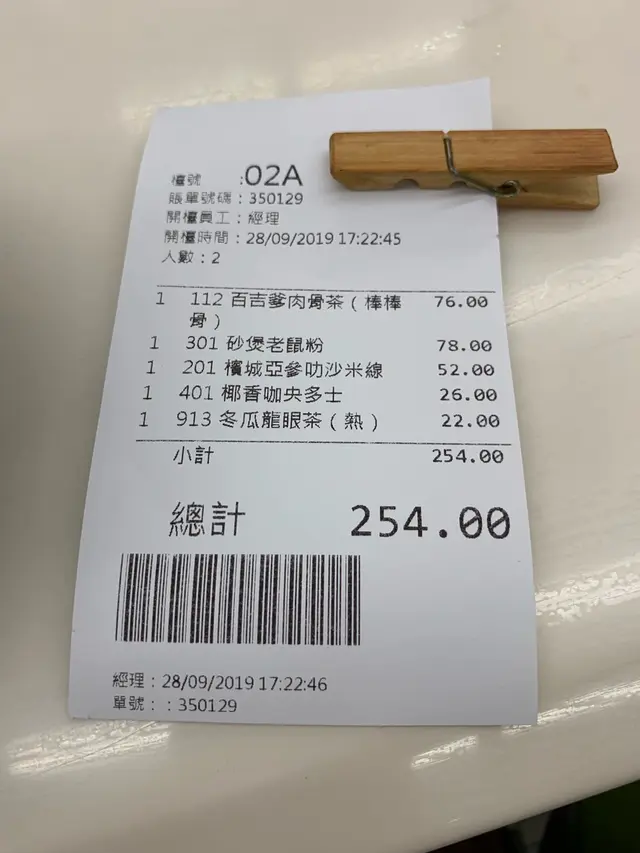 檯號 :02A
賬單號碼：350129
開檯員工：經理
開檯時間：28/09/2019 17:22:45
人數：2
1 112 百吉爹肉骨茶（棒棒 76.00
骨）
1 301 砂煲老鼠粉 78.00
1 201 檳城亞參叻沙米線 52.00
1 401 椰香咖央多士 26.00
1 913 冬瓜龍眼茶（熱） 22.00
小計 254.00
總計 254.00
經理：28/09/2019 17:22:46
單號：：350129